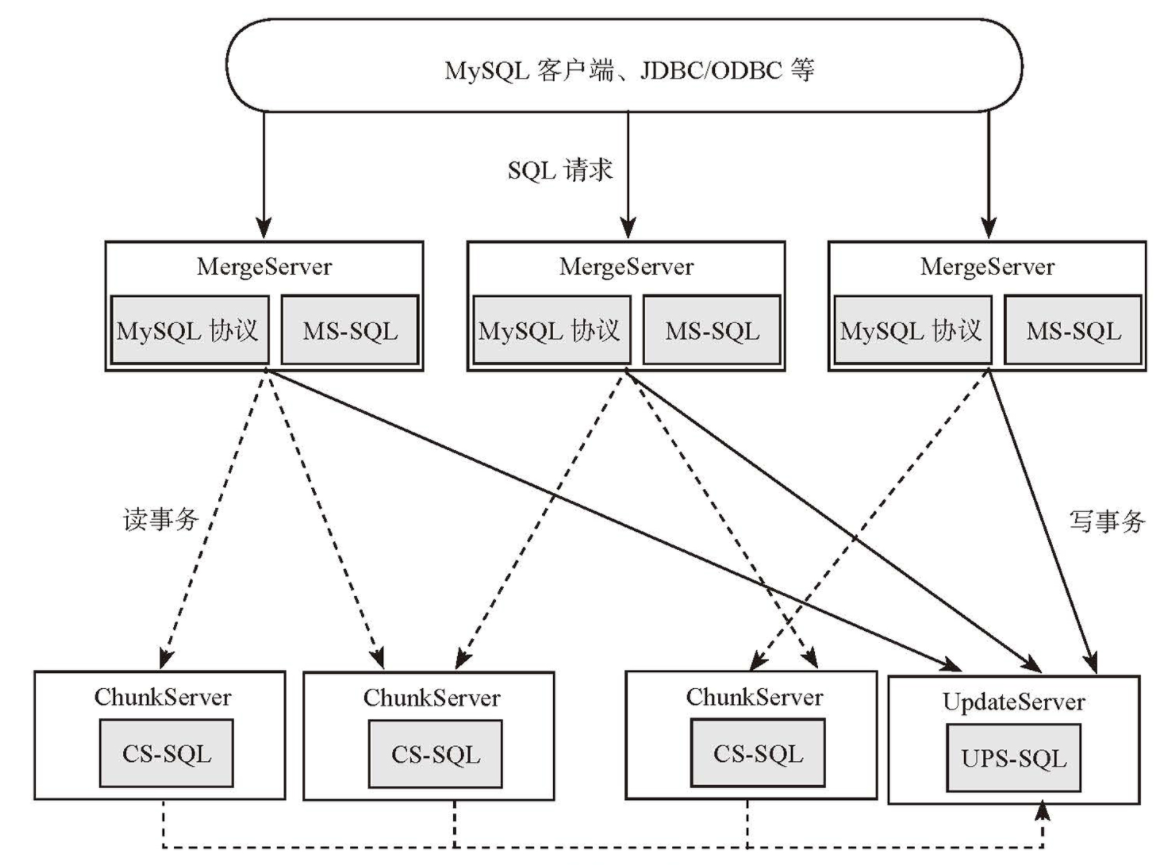 MySQL 客户端、JDBC/ODBC 等
SQL 请求
MergeServer
MySQL 协议
MS-SQL
MergeServer
MySQL 协议
MS-SQL
MergeServer
MySQL 协议
MS-SQL
读事务
写事务
ChunkServer
CS-SQL
ChunkServer
CS-SQL
ChunkServer
CS-SQL
UpdateServer
UPS-SQL